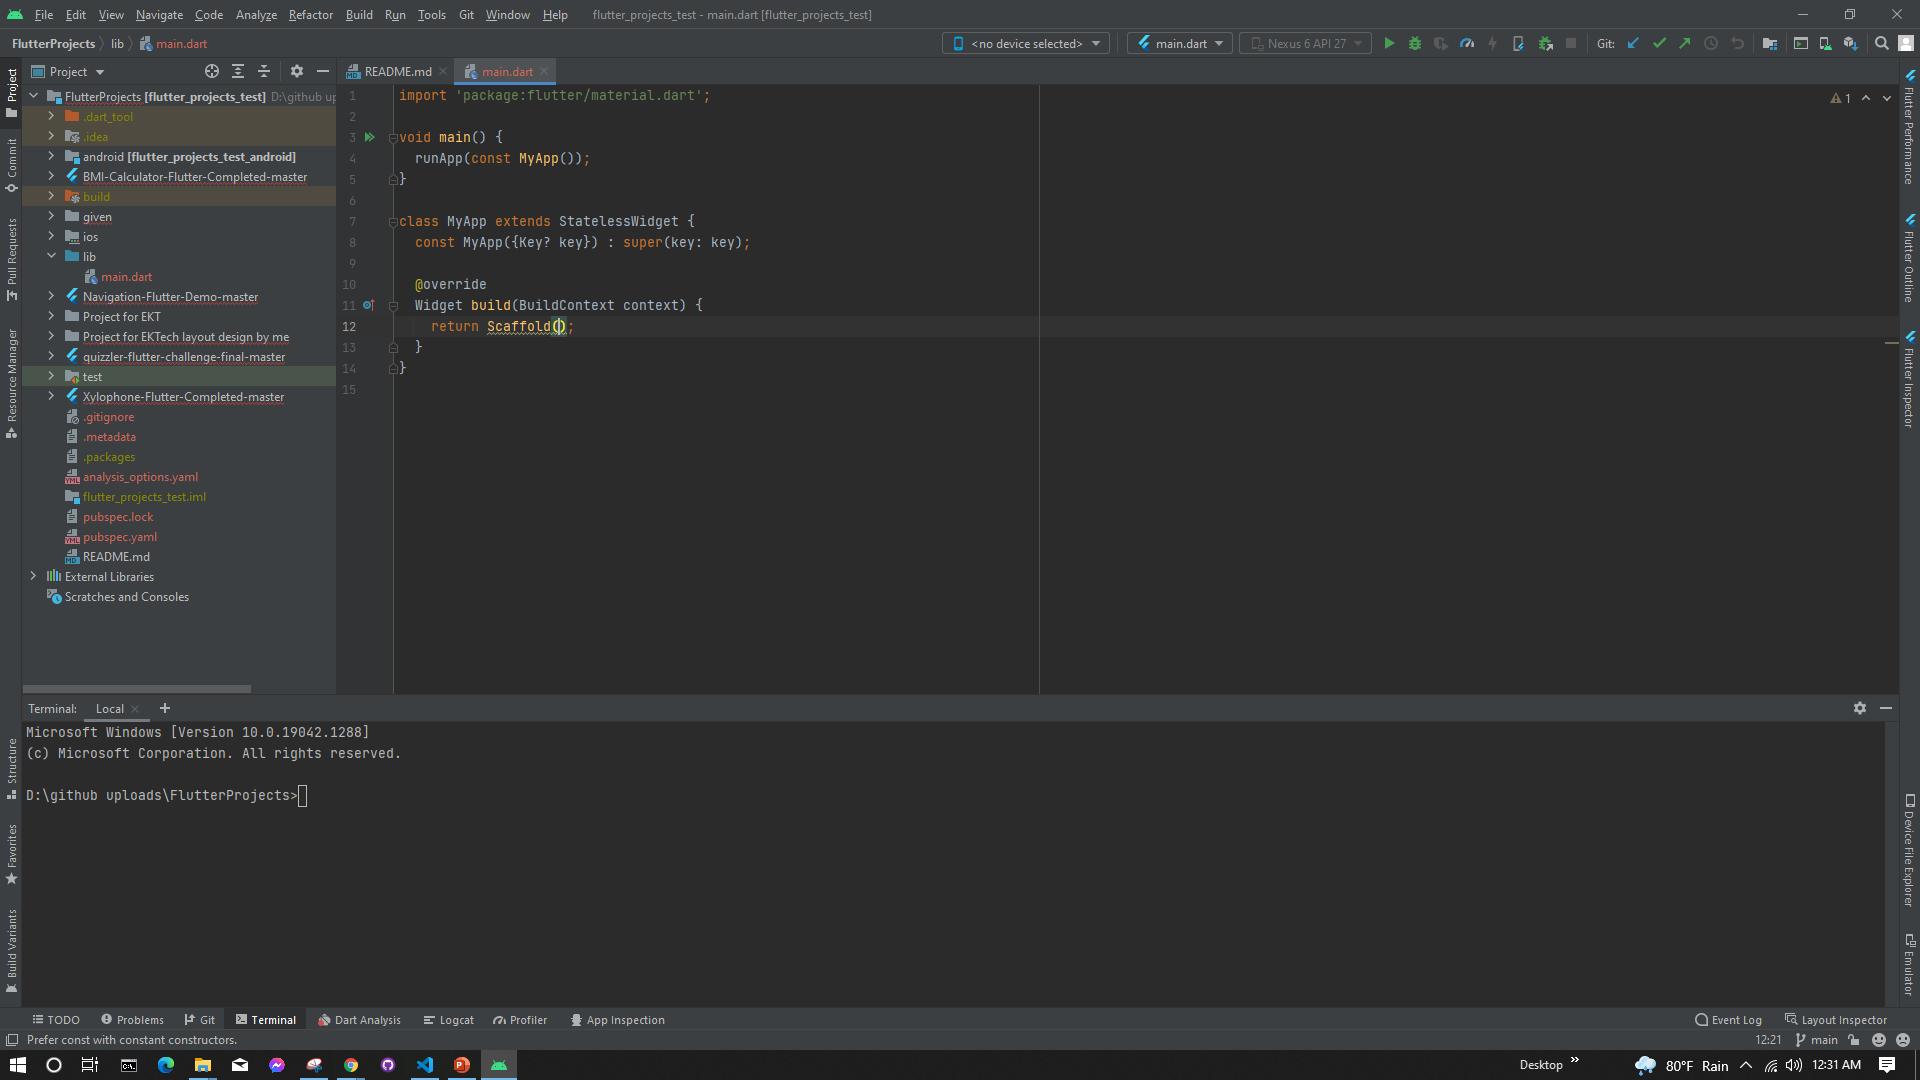 File Edit View Navigate Code Analyze Refactor Build Run Tools Git Window Help flutter_projects_test - main.dart [flutter_projects_test]
FlutterProjects lib main.dart <no device selected> main.dart Nexus 6 API 27 Git:
Project README.md main.dart
FlutterProjects [flutter_projects_test] D:\github up
.dart_tool
.idea
android [flutter_projects_test_android]
BMI-Calculator-Flutter-Completed-master
build
given
ios
lib
main.dart
Navigation-Flutter-Demo-master
Project for EKT
Project for EKTech layout design by me
quizzler-flutter-challenge-final-master
test
Xylophone-Flutter-Completed-master
.gitignore
.metadata
.packages
analysis_options.yaml
flutter_projects_test.iml
pubspec.lock
pubspec.yaml
README.md
External Libraries
Scratches and Consoles
1 import 'package:flutter/material.dart';
2
3 void main() {
4 runApp(const MyApp());
5 }
6
7 class MyApp extends StatelessWidget {
8 const MyApp({Key? key}) : super(key: key);
9
10 @override
11 Widget build(BuildContext context) {
12 return Scaffold();
13 }
14 }
15
1
Project
Commit
Pull Requests
Resource Manager
Structure
Favorites
Build Variants
Flutter Performance
Flutter Outline
Flutter Inspector
Device File Explorer
Emulator
Terminal: Local
Microsoft Windows [Version 10.0.19042.1288]
(c) Microsoft Corporation. All rights reserved.
D:\github uploads\FlutterProjects>
TODO Problems Git Terminal Dart Analysis Logcat Profiler App Inspection Event Log Layout Inspector
Prefer const with constant constructors. 12:21 main
Desktop 80°F Rain 12:31 AM